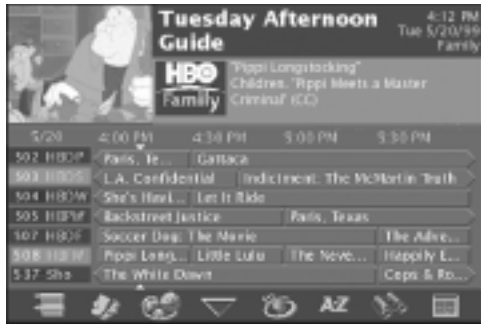 Tuesday Afternoon
Guide
4:12 PM
Tue 5/20/99
Family
HBO
Family
"Pippi Longstocking"
Children. "Pippi Meets a Master
Criminal" (CC)
5/20 4:00 PM 4:30 PM 5:00 PM 5:30 PM
502 HBOP Paris, Te... Gattaca
503 HBOS L.A. Confidential Indictment: The McMartin Truth
504 HBOW She's Havi... Let It Ride
505 Backstreet Justice Paris, Texas
507 Soccer Dog: The Movie The Adve...
508 Pippi Long... Little Lulu The Neve... Happily E...
537 Sho The White Dawn Cops & Ro...
A-Z